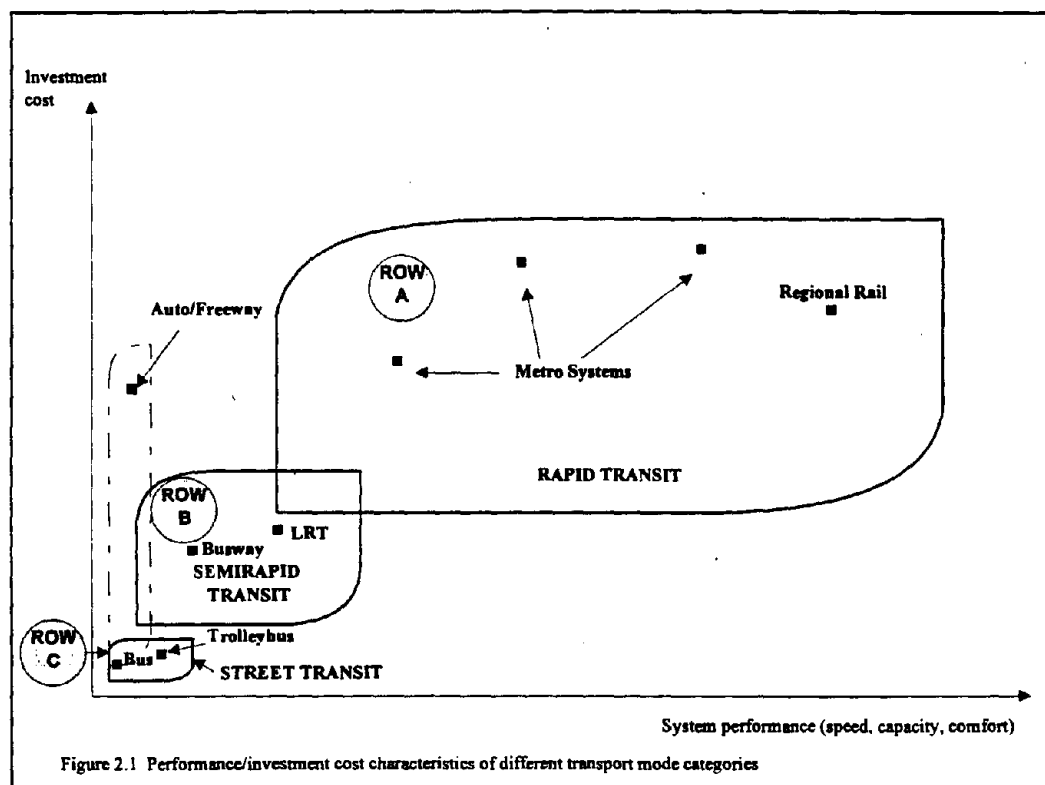 Investment
cost
ROW
A
Auto/Freeway
Regional Rail
Metro Systems
RAPID TRANSIT
ROW
B
LRT
Busway
SEMIRAPID
TRANSIT
ROW
C
Trolleybus
Bus
STREET TRANSIT
System performance (speed, capacity, comfort)
Figure 2.1 Performance/investment cost characteristics of different transport mode categories